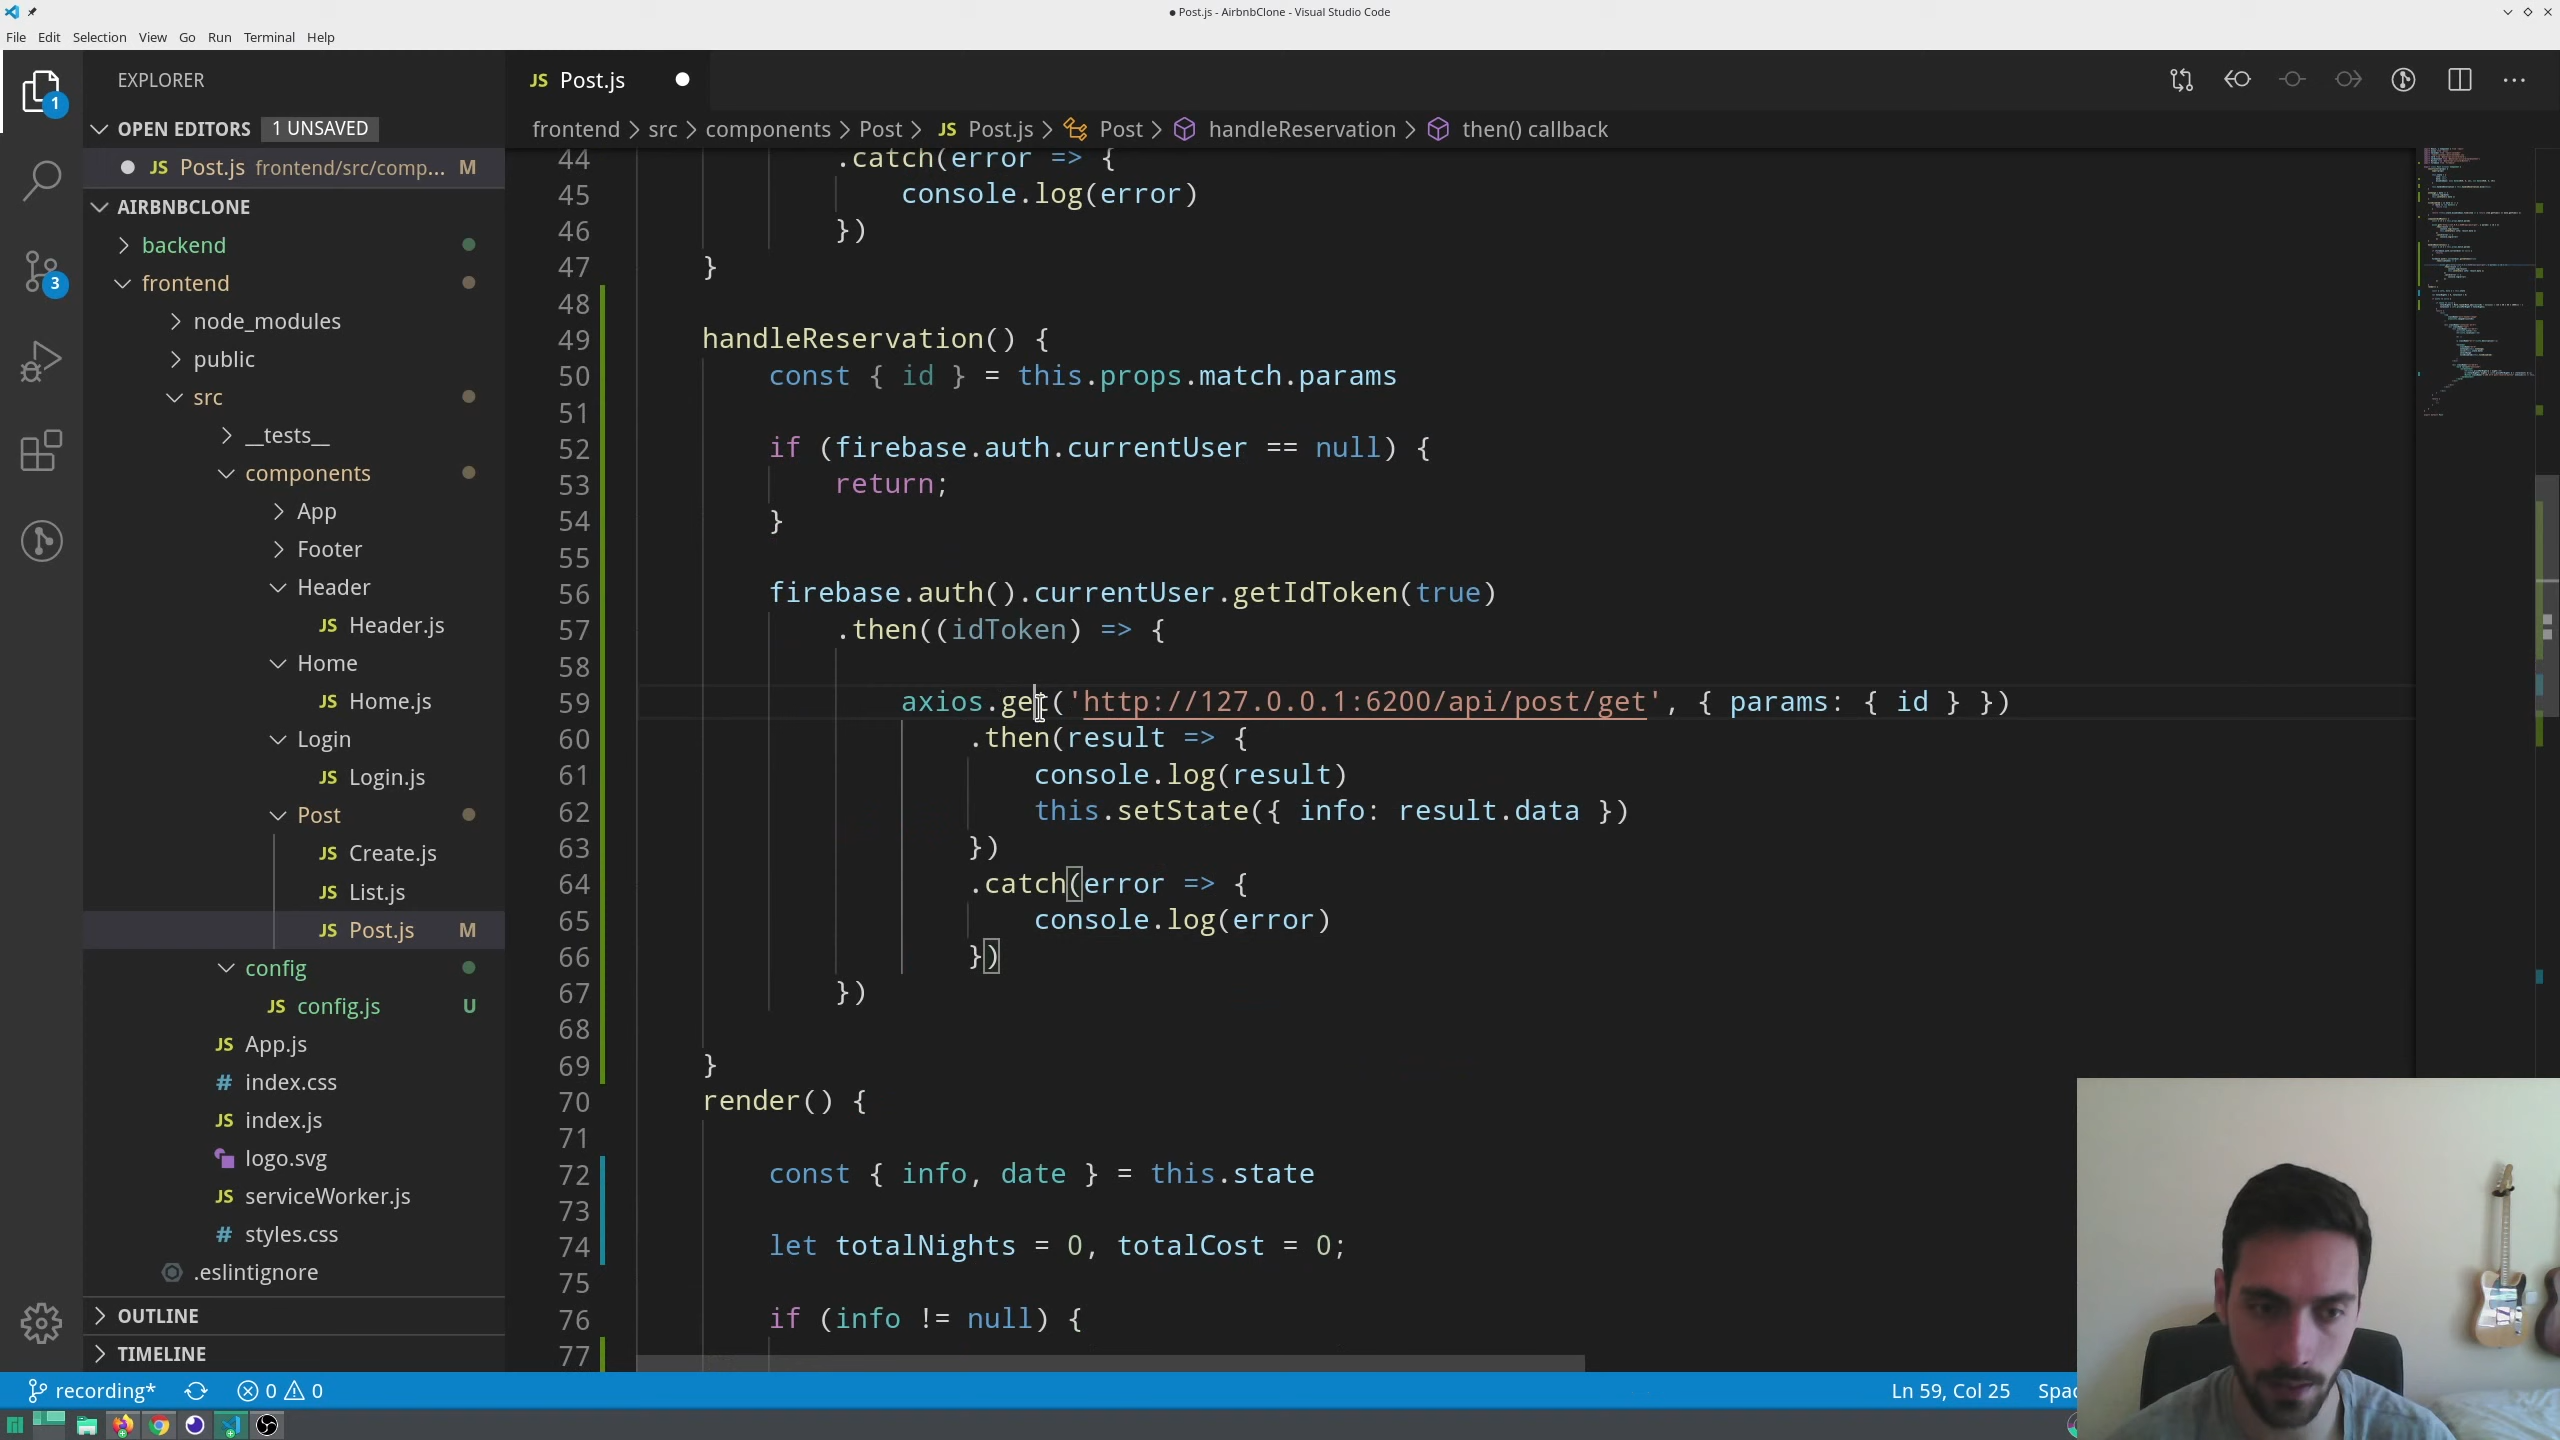 ● Post.js - AirbnbClone - Visual Studio Code
File Edit Selection View Go Run Terminal Help
1
3
EXPLORER
OPEN EDITORS 1 UNSAVED
JS Post.js frontend/src/comp... M
AIRBNBCLONE
backend
frontend
node_modules
public
src
__tests__
components
App
Footer
Header
JS Header.js
Home
JS Home.js
Login
JS Login.js
Post
JS Create.js
JS List.js
JS Post.js M
config
JS config.js U
JS App.js
# index.css
JS index.js
logo.svg
JS serviceWorker.js
# styles.css
.eslintignore
OUTLINE
TIMELINE
JS Post.js
frontend > src > components > Post > JS Post.js > Post > handleReservation > then() callback
44 .catch(error => {
45 console.log(error)
46 })
47 }
48
49 handleReservation() {
50 const { id } = this.props.match.params
51
52 if (firebase.auth.currentUser == null) {
53 return;
54 }
55
56 firebase.auth().currentUser.getIdToken(true)
57 .then((idToken) => {
58
59 axios.get('http://127.0.0.1:6200/api/post/get', { params: { id } })
60 .then(result => {
61 console.log(result)
62 this.setState({ info: result.data })
63 })
64 .catch(error => {
65 console.log(error)
66 })
67 })
68
69 }
70 render() {
71
72 const { info, date } = this.state
73
74 let totalNights = 0, totalCost = 0;
75
76 if (info != null) {
77
recording* 0 0 Ln 59, Col 25